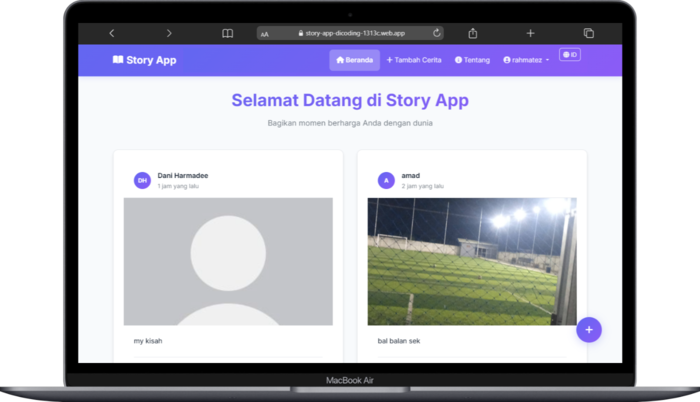 AA story-app-dicoding-1313c.web.app
Story App
Beranda
Tambah Cerita
Tentang
rahmatez
ID
Selamat Datang di Story App
Bagikan momen berharga Anda dengan dunia
DH
Dani Harmadee
1 jam yang lalu
my kisah
A
amad
2 jam yang lalu
bal balan sek
+
MacBook Air